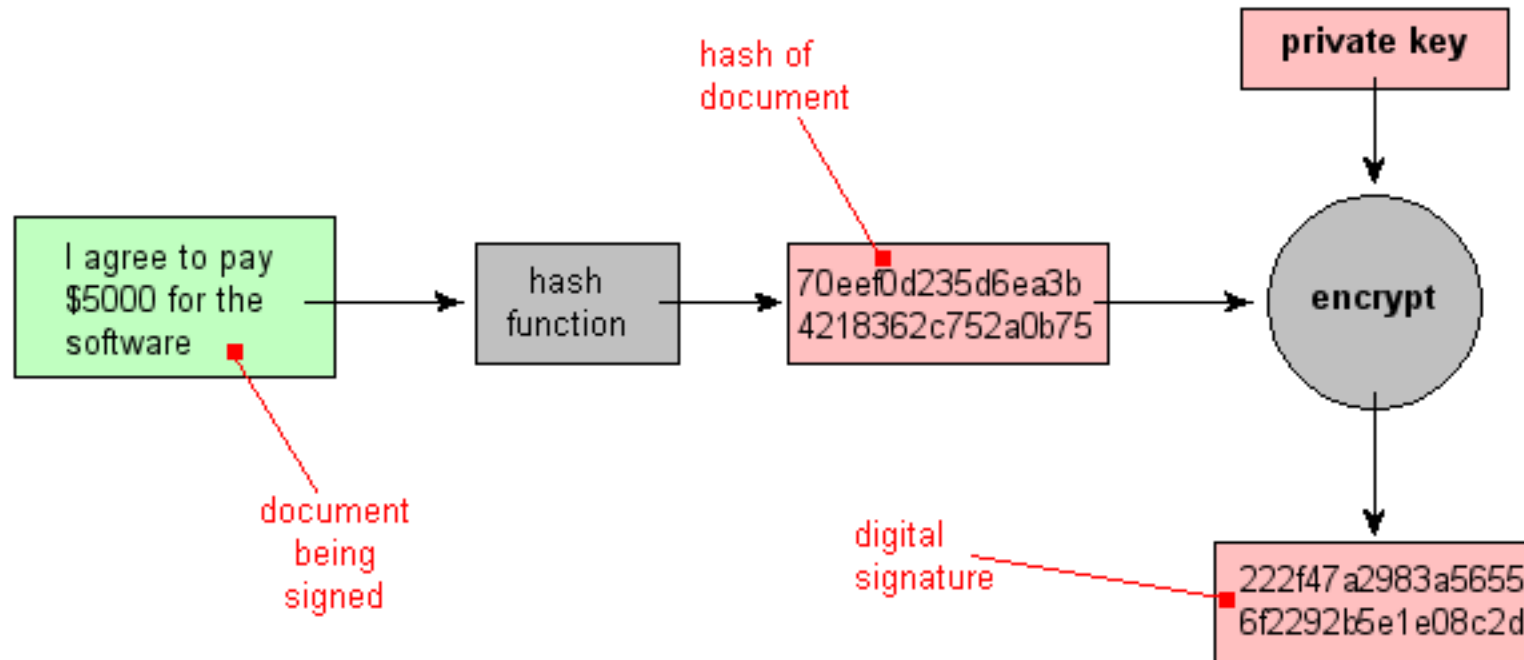 private key
hash of
document
I agree to pay
$5000 for the
software
hash
function
70eef0d235d6ea3b
4218362c752a0b75
encrypt
document
being
signed
digital
signature
222f47a2983a5655
6f2292b5e1e08c2d